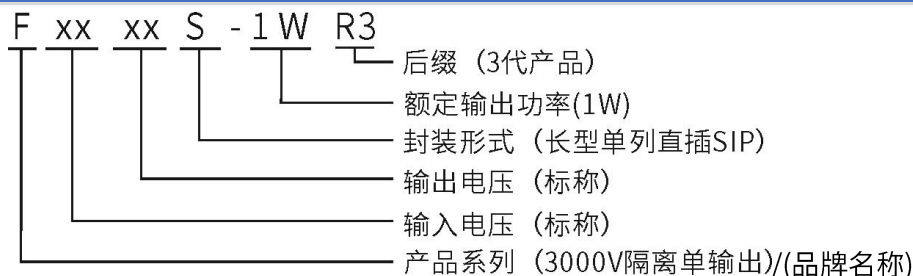 F xx xx S - 1W R3
后缀（3代产品）
额定输出功率(1W)
封装形式（长型单列直插SIP）
输出电压（标称）
输入电压（标称）
产品系列（3000V隔离单输出)/(品牌名称)